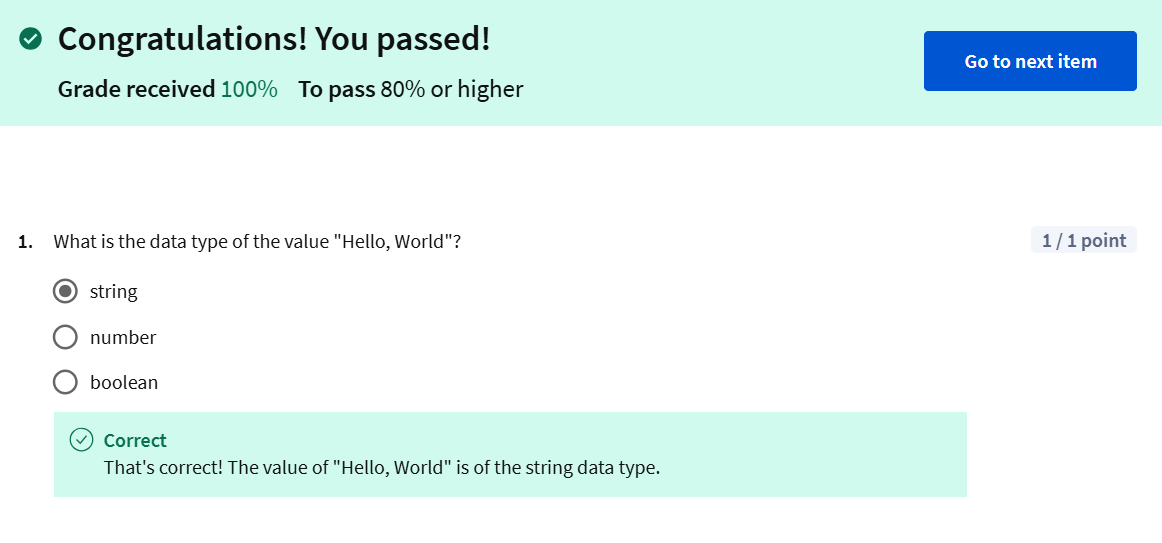 Congratulations! You passed!
Grade received 100% To pass 80% or higher
Go to next item
1. What is the data type of the value "Hello, World"?
1 / 1 point
string
number
boolean
Correct
That's correct! The value of "Hello, World" is of the string data type.